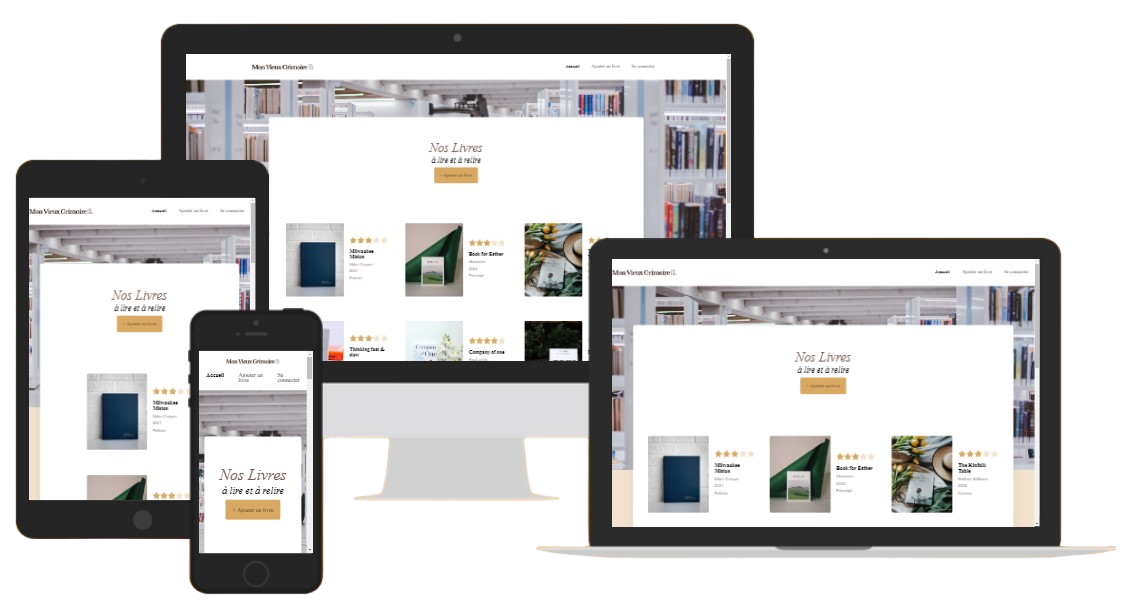 Mon Vieux Grimoire
Accueil Ajouter un livre Se connecter
Nos Livres
à lire et à relire
+ Ajouter un livre
Milwaukee
Mision
Elder Cooper
2021
Policier
Book for Esther
Alabaster
2022
Paysage
Thinking fast &
slow
Company of one
Mon Vieux Grimoire
Accueil Ajouter un livre Se connecter
Nos Livres
à lire et à relire
+ Ajouter un livre
Milwaukee
Mision
Elder Cooper
2021
Policier
Mon Vieux Grimoire
Accueil Ajouter un
livre Se
connecter
Nos Livres
à lire et à relire
+ Ajouter un livre
Mon Vieux Grimoire
Accueil Ajouter un livre Se connecter
Nos Livres
à lire et à relire
+ Ajouter un livre
Milwaukee
Mision
Elder Cooper
2021
Policier
Book for Esther
Alabaster
2022
Paysage
The Kinfolk
Table
Nathan Williams
2022
Cuisine